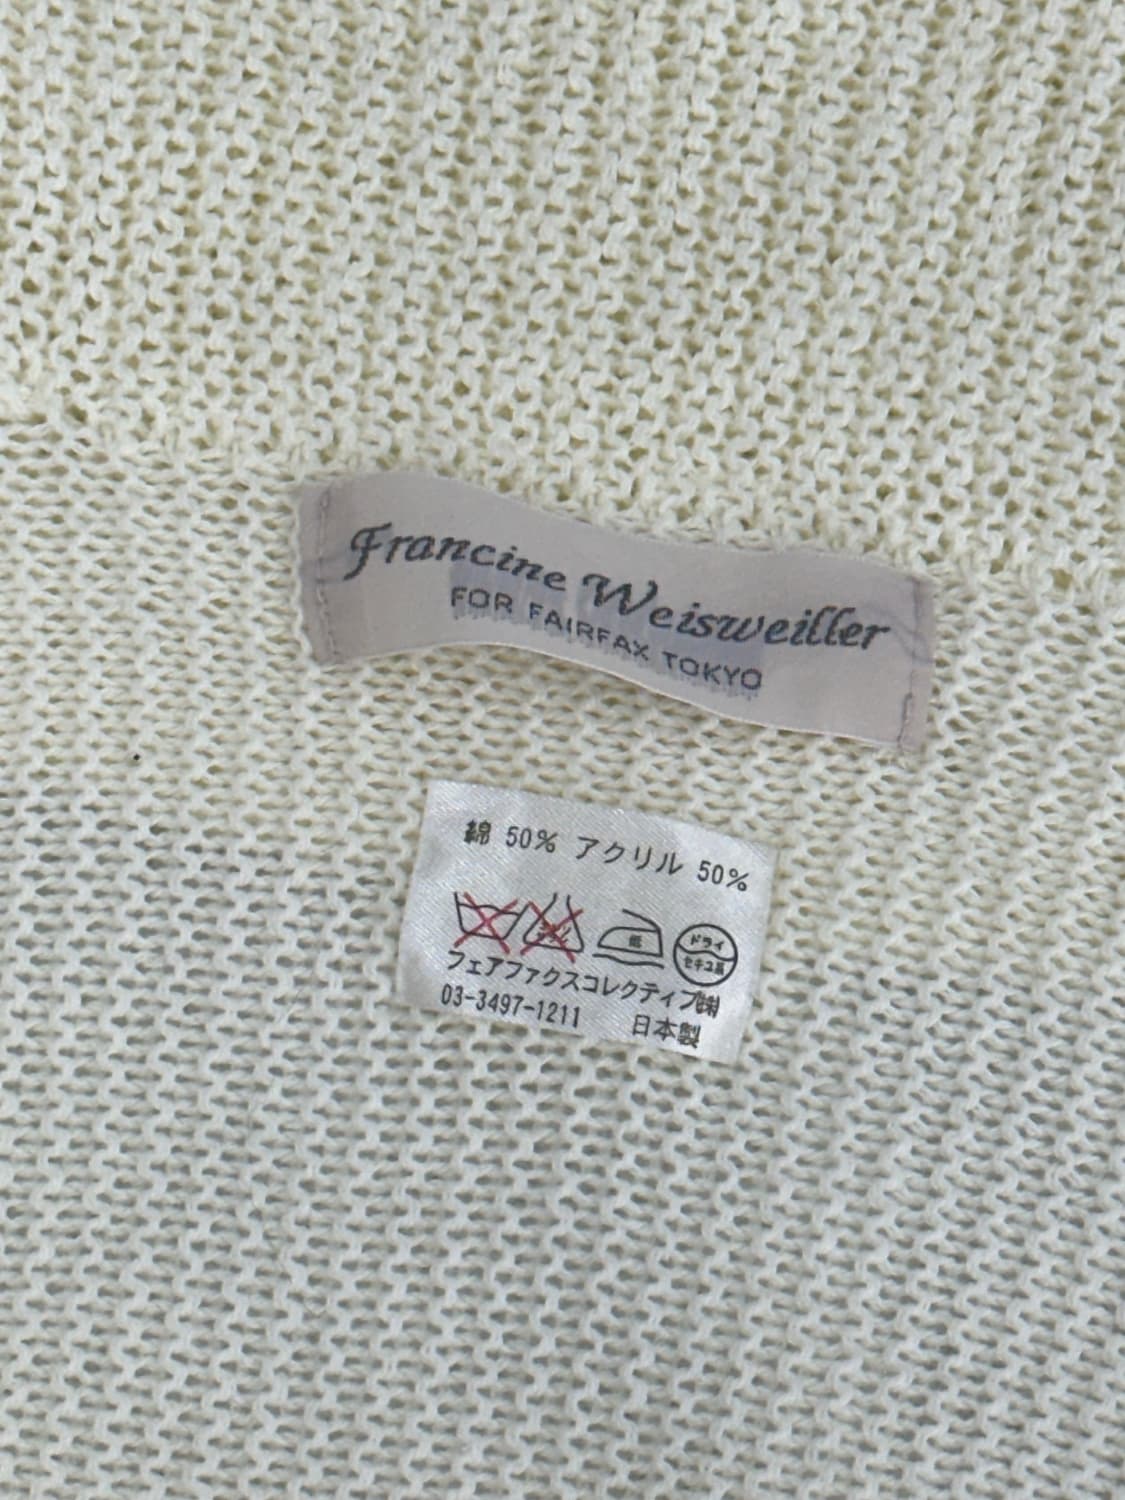 Francine Weisweiller
FOR FAIRFAX TOKYO
綿 50% アクリル 50%
低 ドライ
セキユ系
フェアファクスコレクティブ㈱
03-3497-1211 日本製